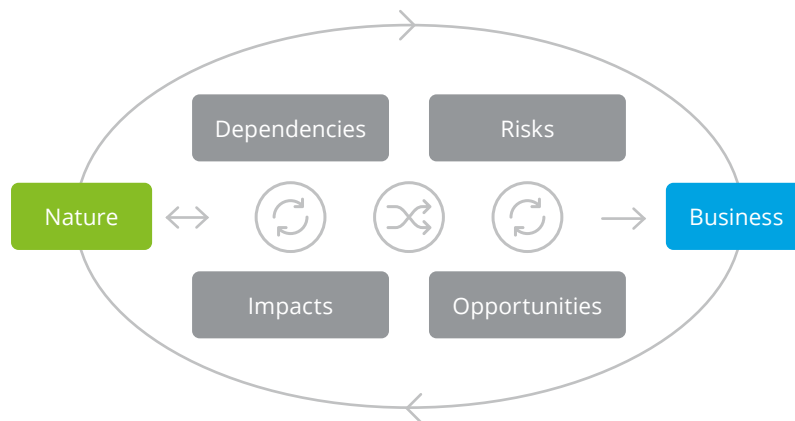 Dependencies
Risks
Nature
Business
Impacts
Opportunities